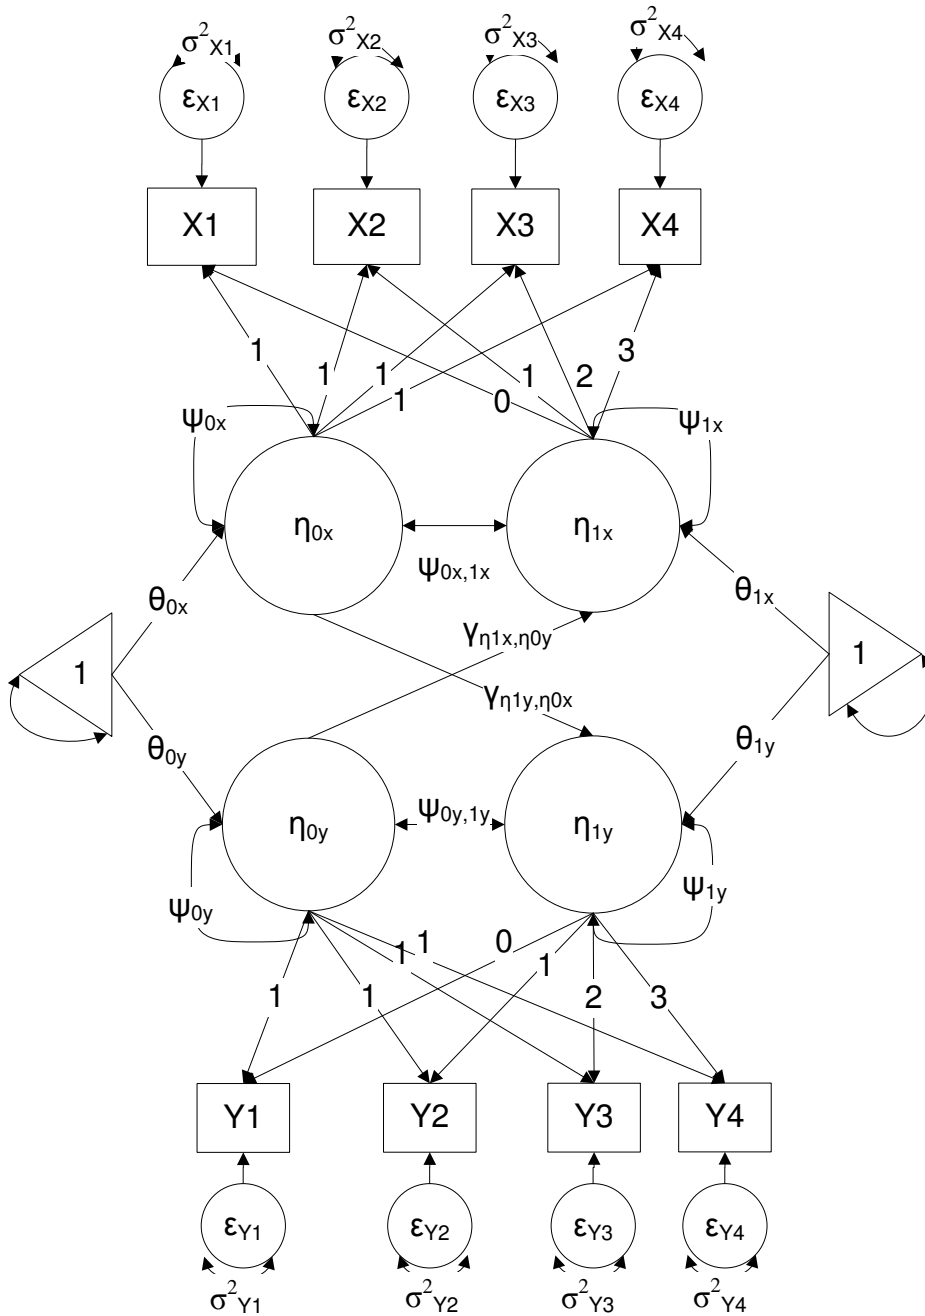 σ²X1 σ²X2 σ²X3 σ²X4
εX1 εX2 εX3 εX4
X1 X2 X3 X4
1 1 1 1 0 1 2 3
ψ0x ψ1x
η0x η1x
ψ0x,1x
θ0x θ1x
γη1x,η0y
1 1
γη1y,η0x
θ0y θ1y
ψ0y,1y
η0y η1y
ψ0y ψ1y
1 1 1 1 0 1 2 3
Y1 Y2 Y3 Y4
εY1 εY2 εY3 εY4
σ²Y1 σ²Y2 σ²Y3 σ²Y4